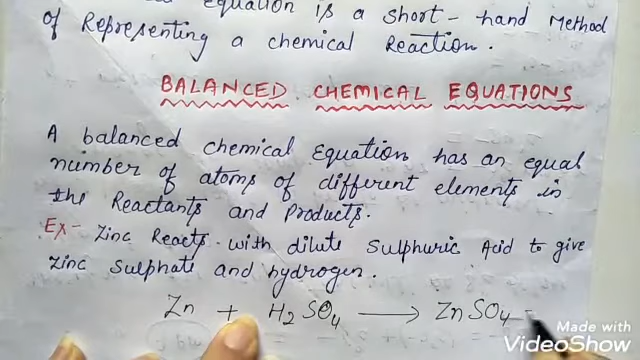 equation is a short-hand Method
of Representing a chemical Reaction.
BALANCED CHEMICAL EQUATIONS
A balanced chemical Equation has an equal
number of atoms of different elements in
the Reactants and Products.
Ex- Zinc Reacts with dilute Sulphuric Acid to give
Zinc Sulphate and hydrogen.
Zn + H2SO4 → ZnSO4
Made with
VideoShow